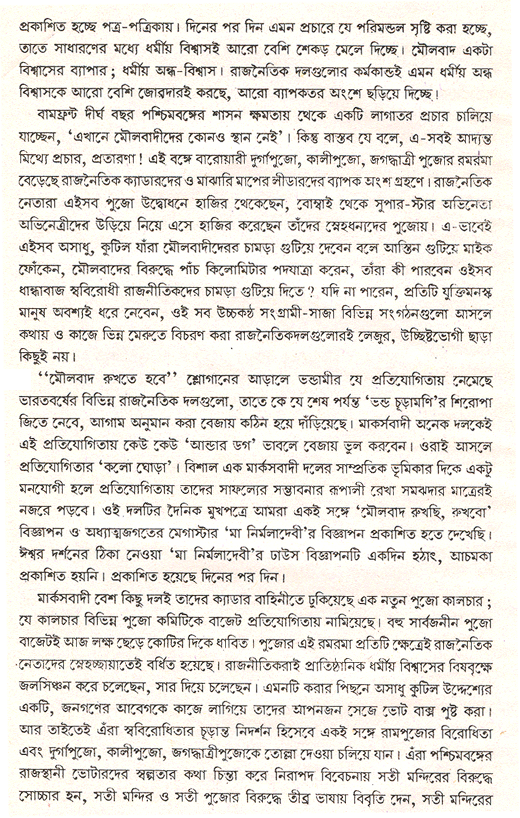 প্রকাশিত হচ্ছে পত্র-পত্রিকায়। দিনের পর দিন এমন প্রচারে যে পরিমন্ডল সৃষ্টি করা হচ্ছে,
তাতে সাধারণের মধ্যে ধর্মীয় বিশ্বাসই আরো বেশি শেকড় মেলে দিচ্ছে। মৌলবাদ একটা
বিশ্বাসের ব্যাপার ; ধর্মীয় অন্ধ-বিশ্বাস। রাজনৈতিক দলগুলোর কর্মকান্ডই এমন ধর্মীয় অন্ধ
বিশ্বাসকে আরো বেশি জোরদারই করছে, আরো ব্যাপকতর অংশে ছড়িয়ে দিচ্ছে!
বামফ্রন্ট দীর্ঘ বছর পশ্চিমবঙ্গের শাসন ক্ষমতায় থেকে একটি লাগাতর প্রচার চালিয়ে
যাচ্ছেন, ‘এখানে মৌলবাদীদের কোনও স্থান নেই’। কিন্তু বাস্তব যে বলে, এ-সবই আদ্যন্ত
মিথ্যে প্রচার, প্রতারণা! এই বঙ্গে বারোয়ারী দুর্গাপুজো, কালীপুজো, জগদ্ধাত্রী পুজোর রমরমা
বেড়েছে রাজনৈতিক ক্যাডারদের ও মাঝারি মাপের লীডারদের ব্যাপক অংশ গ্রহণে। রাজনৈতিক
নেতারা এইসব পুজো উদ্বোধনে হাজির থেকেছেন, বোম্বাই থেকে সুপার-স্টার অভিনেতা
অভিনেত্রীদের উড়িয়ে নিয়ে এসে হাজির করেছেন তাঁদের স্নেহধন্যদের পুজোয়। এ-ভাবেই
এইসব অসাধু, কুটিল যাঁরা মৌলবাদীদেরর চামড়া গুটিয়ে দেবেন বলে আস্তিন গুটিয়ে মাইক
ফোঁকেন, মৌলবাদের বিরুদ্ধে পাঁচ কিলোমিটার পদযাত্রা করেন, তাঁরা কী পারবেন ওইসব
ধান্ধাবাজ স্ববিরোধী রাজনীতিকদের চামড়া গুটিয়ে দিতে ? যদি না পারেন, প্রতিটি যুক্তিমনস্ক
মানুষ অবশ্যই ধরে নেবেন, ওই সব উচ্চকন্ঠ সংগ্রামী-সাজা বিভিন্ন সংগঠনগুলো আসলে
কথায় ও কাজে ভিন্ন মেরুতে বিচরণ করা রাজনৈতিকদলগুলোরই লেজুর, উচ্ছিষ্টভোগী ছাড়া
কিছুই নয়।
‘‘মৌলবাদ রুখতে হবে’’ শ্লোগানের আড়ালে ভন্ডামীর যে প্রতিযোগিতায় নেমেছে
ভারতবর্ষের বিভিন্ন রাজনৈতিক দলগুলো, তাতে কে যে শেষ পর্যন্ত ‘ভন্ড চূড়ামণি’র শিরোপা
জিতে নেবে, আগাম অনুমান করা বেজায় কঠিন হয়ে দাঁড়িয়েছে। মাকর্সবাদী অনেক দলকেই
এই প্রতিযোগিতায় কেউ কেউ ‘আন্ডার ডগ’ ভাবলে বেজায় ভুল করবেন। ওরাই আসলে
প্রতিযোগিতার ‘কলো ঘোড়া’। বিশাল এক মার্কসবাদী দলের সাম্প্রতিক ভূমিকার দিকে একটু
মনযোগী হলে প্রতিযোগিতায় তাদের সাফল্যের সম্ভাবনার রূপালী রেখা সমঝদার মাত্রেরই
নজরে পড়বে। ওই দলটির দৈনিক মুখপত্রে আমরা একই সঙ্গে ‘মৌলবাদ রুখছি, রুখবো’
বিজ্ঞাপন ও অধ্যাত্মজগতের মেগাস্টার ‘মা নির্মলাদেবী’র বিজ্ঞাপন প্রকাশিত হতে দেখেছি।
ঈশ্বর দর্শনের ঠিকা নেওয়া ‘মা নির্মলাদেবী’র ঢাউস বিজ্ঞাপনটি একদিন হঠাৎ, আচমকা
প্রকাশিত হয়নি। প্রকাশিত হয়েছে দিনের পর দিন।
মার্কসবাদী বেশ কিছু দলই তাদের ক্যাডার বাহিনীতে ঢুকিয়েছে এক নতুন পুজো কালচার ;
যে কালচার বিভিন্ন পুজো কমিটিকে বাজেট প্রতিযোগিতায় নামিয়েছে। বহু সার্বজনীন পুজো
বাজেটই আজ লক্ষ ছেড়ে কোটির দিকে ধাবিত। পুজোর এই রমরমা প্রতিটি ক্ষেত্রেই রাজনৈতিক
নেতাদের স্নেহচ্ছায়াতেই বর্ধিত হয়েছে। রাজনীতিকরাই প্রাতিষ্ঠানিক ধর্মীয় বিশ্বাসের বিষবৃক্ষে
জলসিঞ্চন করে চলেছেন, সার দিয়ে চলেছেন। এমনটি করার পিছনে অসাধু কুটিল উদ্দেশ্যের
একটি, জনগণের আবেগকে কাজে লাগিয়ে তাদের আপনজন সেজে ভোট বাক্স পুষ্ট করা।
আর তাইতেই এঁরা স্ববিরোধিতার চূড়ান্ত নিদর্শন হিসেবে একই সঙ্গে রামপুজোর বিরোধিতা
এবং দুর্গাপুজো, কালীপুজো, জগদ্ধাত্রীপুজোকে তোল্লা দেওয়া চালিয়ে যান। এঁরা পশ্চিমবঙ্গের
রাজস্থানী ভোটারদের স্বল্পতার কথা চিন্তা করে নিরাপদ বিবেচনায় সতী মন্দিরের বিরুদ্ধে
সোচ্চার হন, সতী মন্দির ও সতী পুজোর বিরুদ্ধে তীব্র ভাষায় বিবৃতি দেন, সতী মন্দিরের